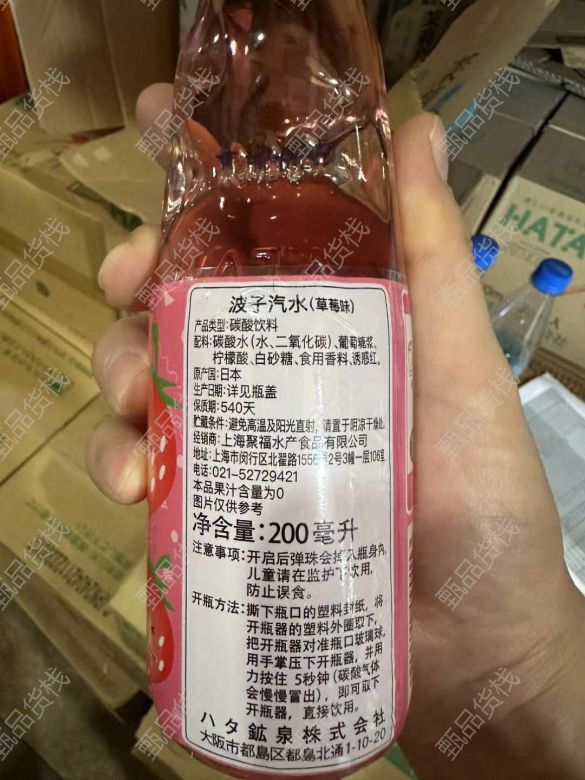 波子汽水(草莓味)
产品类型:碳酸饮料
配料:碳酸水(水、二氧化碳)、葡萄糖浆、
柠檬酸、白砂糖、食用香料、诱惑红。
原产国:日本
生产日期:详见瓶盖
保质期:540天
贮藏条件:避免高温及阳光直射,请置于阴凉干燥处。
经销商:上海聚福水产食品有限公司
地址:上海市闵行区北翟路1556弄2号3幢一层106室
电话:021-52729421
本品果汁含量为0
图片仅供参考
净含量:200毫升
注意事项:开启后弹珠会掉入瓶身内,
儿童请在监护下饮用,
防止误食。
开瓶方法:撕下瓶口的塑料封纸,将
开瓶器的塑料外圈取下,
把开瓶器对准瓶口玻璃球,
用手掌压下开瓶器,并用
力按住 5秒钟(碳酸气体
会慢慢冒出),即可取下
开瓶器,直接饮用。
ハタ鉱泉株式会社
大阪市都島区都島北通1-10-20
HATA
甄品货栈